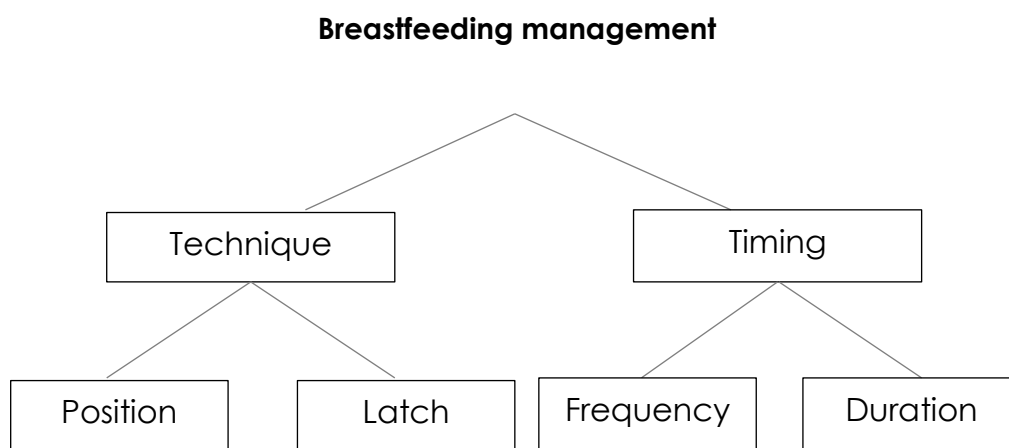 Breastfeeding management
Technique
Timing
Position
Latch
Frequency
Duration